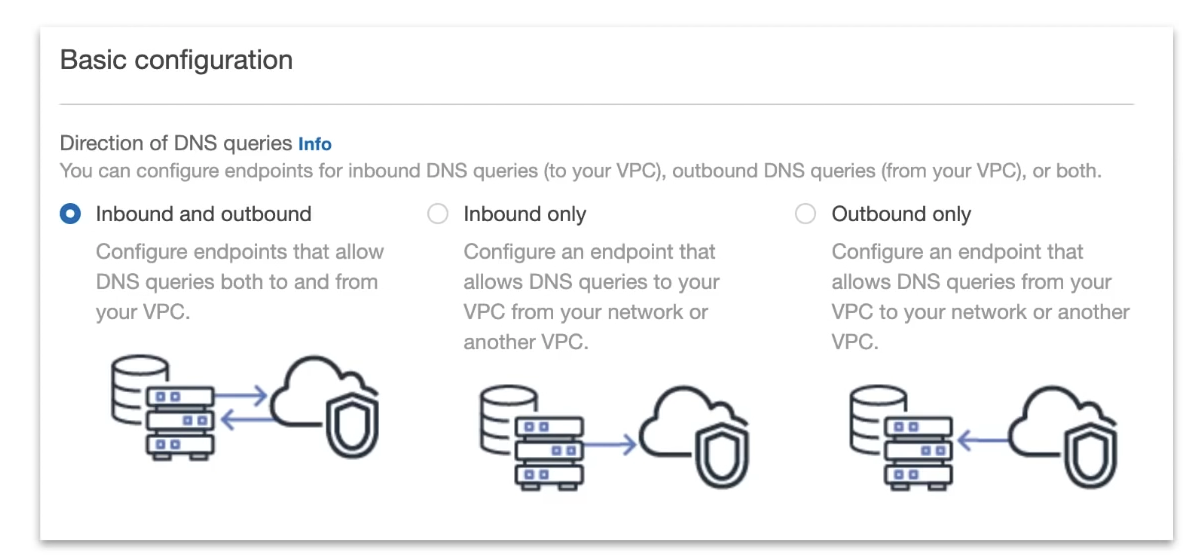 Basic configuration
Direction of DNS queries Info
You can configure endpoints for inbound DNS queries (to your VPC), outbound DNS queries (from your VPC), or both.
Inbound and outbound
Configure endpoints that allow
DNS queries both to and from
your VPC.
Inbound only
Configure an endpoint that
allows DNS queries to your
VPC from your network or
another VPC.
Outbound only
Configure an endpoint that
allows DNS queries from your
VPC to your network or another
VPC.